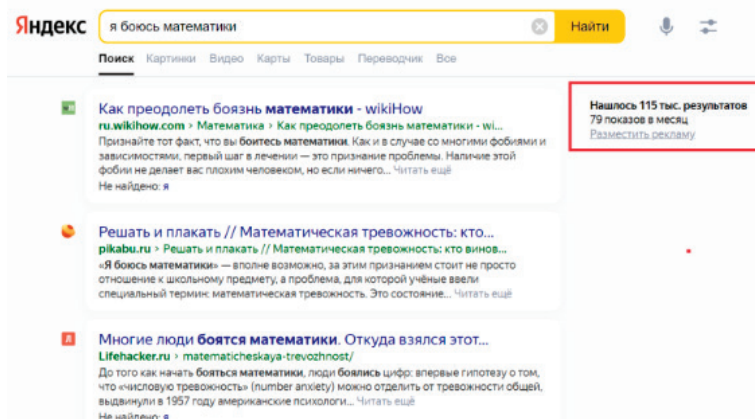 Яндекс
я боюсь математики
Найти
Поиск Картинки Видео Карты Товары Переводчик Все
Как преодолеть боязнь математики - wikiHow
ru.wikihow.com › Математика › Как преодолеть боязнь математики - wi...
Признайте тот факт, что вы боитесь математики. Как и в случае со многими фобиями и
зависимостями, первый шаг в лечении — это признание проблемы. Наличие этой
фобии не делает вас плохим человеком, но если ничего... Читать ещё
Не найдено: я
Нашлось 115 тыс. результатов
79 показов в месяц
Разместить рекламу
Решать и плакать // Математическая тревожность: кто...
pikabu.ru › Решать и плакать // Математическая тревожность: кто винов...
«Я боюсь математики» — вполне возможно, за этим признанием стоит не просто
отношение к школьному предмету, а проблема, для которой учёные ввели
специальный термин: математическая тревожность. Это состояние... Читать ещё
Л
Многие люди боятся математики. Откуда взялся этот...
Lifehacker.ru › matematicheskaya-trevozhnost/
До того как начать бояться математики, люди боялись цифр: впервые гипотезу о том,
что «числовую тревожность» (number anxiety) можно отделить от тревожности общей,
выдвинули в 1957 году американские психологи... Читать ещё
Не найдено: я